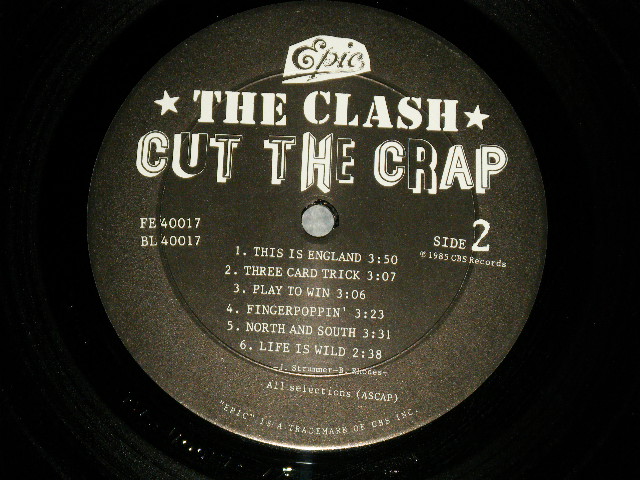 Epic
★ THE CLASH ★
CUT THE CRAP
FE 40017
BL 40017
SIDE 2
℗ 1985 CBS Records
1. THIS IS ENGLAND 3:50
2. THREE CARD TRICK 3:07
3. PLAY TO WIN 3:06
4. FINGERPOPPIN' 3:23
5. NORTH AND SOUTH 3:31
6. LIFE IS WILD 2:38
-J. Strummer-B. Rhodes-
All selections (ASCAP)
"EPIC" IS A TRADEMARK OF CBS INC.